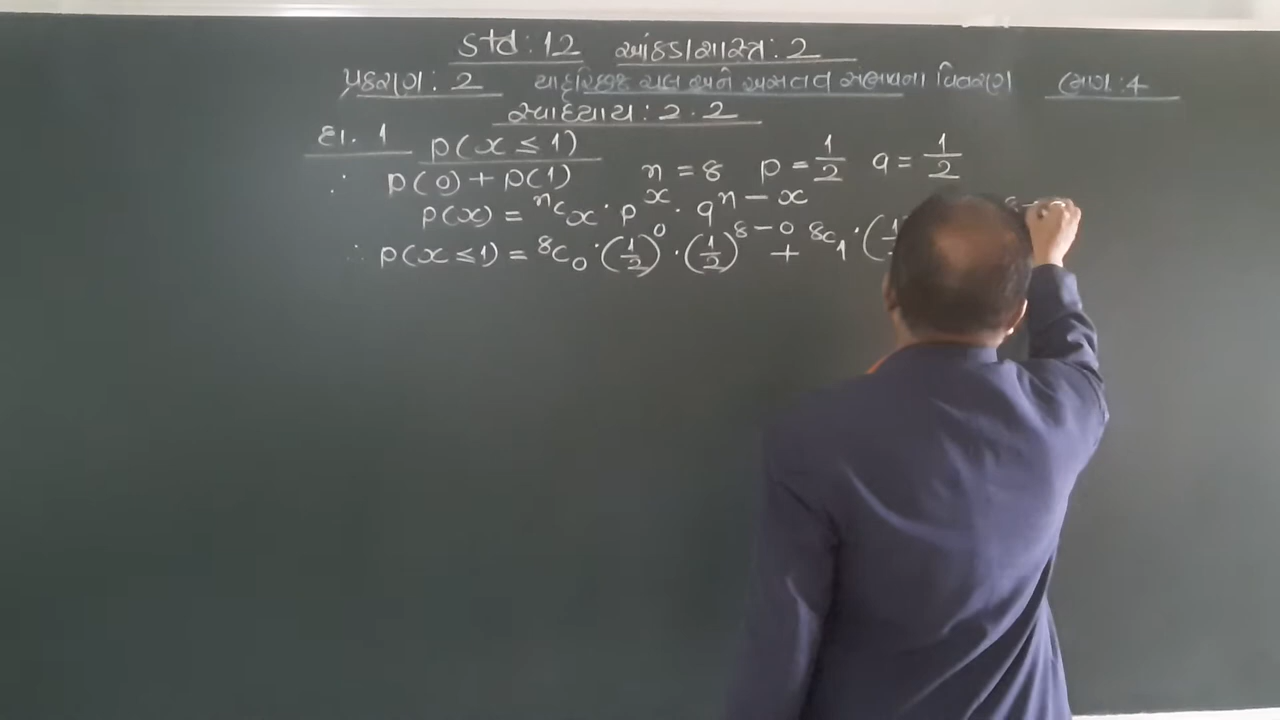 Std: 12 આંકડાશાસ્ત્ર: 2
પ્રકરણ: 2 યાદૃચ્છિક ચલ અને અસતત સંભાવના વિતરણ ભાગ: 4
સ્વાધ્યાય: 2.2
દા. 1 p(x ≤ 1)
∴ p(0) + p(1) n = 8 p = 1/2 q = 1/2
p(x) = ⁿCₓ · pˣ · qⁿ⁻ˣ
∴ p(x ≤ 1) = ⁸C₀ · (1/2)⁰ · (1/2)⁸⁻⁰ + ⁸C₁ · (1